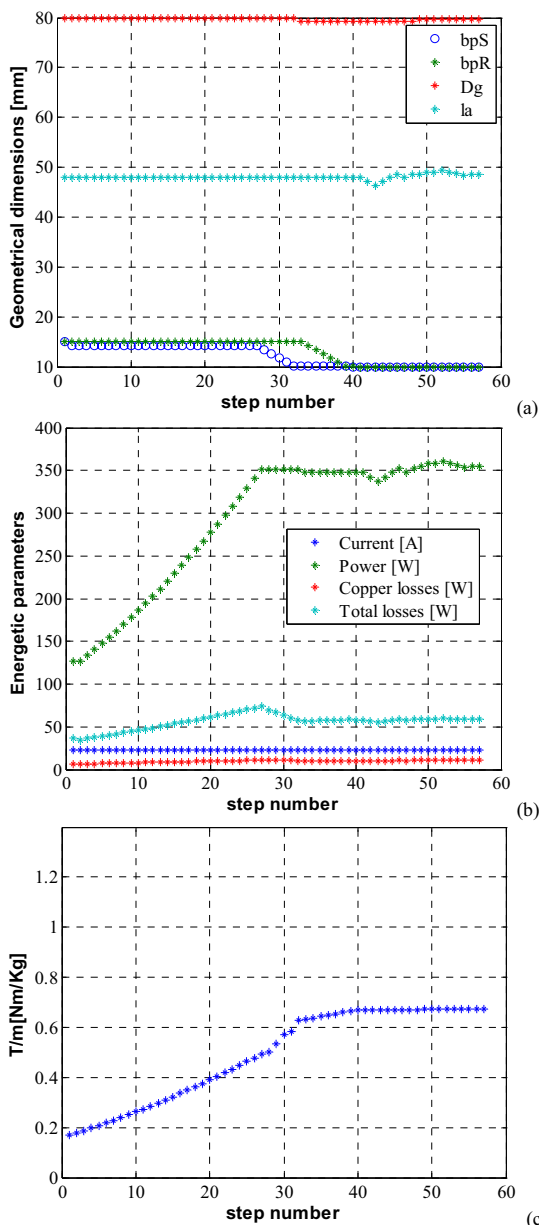 80
70
60
50
40
30
20
10
Geometrical dimensions [mm]
bpS
bpR
Dg
la
0 10 20 30 40 50 60
step number
(a)
400
350
300
250
200
150
100
50
0
Energetic parameters
Current [A]
Power [W]
Copper losses [W]
Total losses [W]
0 10 20 30 40 50 60
step number
(b)
1.2
1
0.8
0.6
0.4
0.2
0
T/m[Nm/Kg]
0 10 20 30 40 50 60
step number
(c